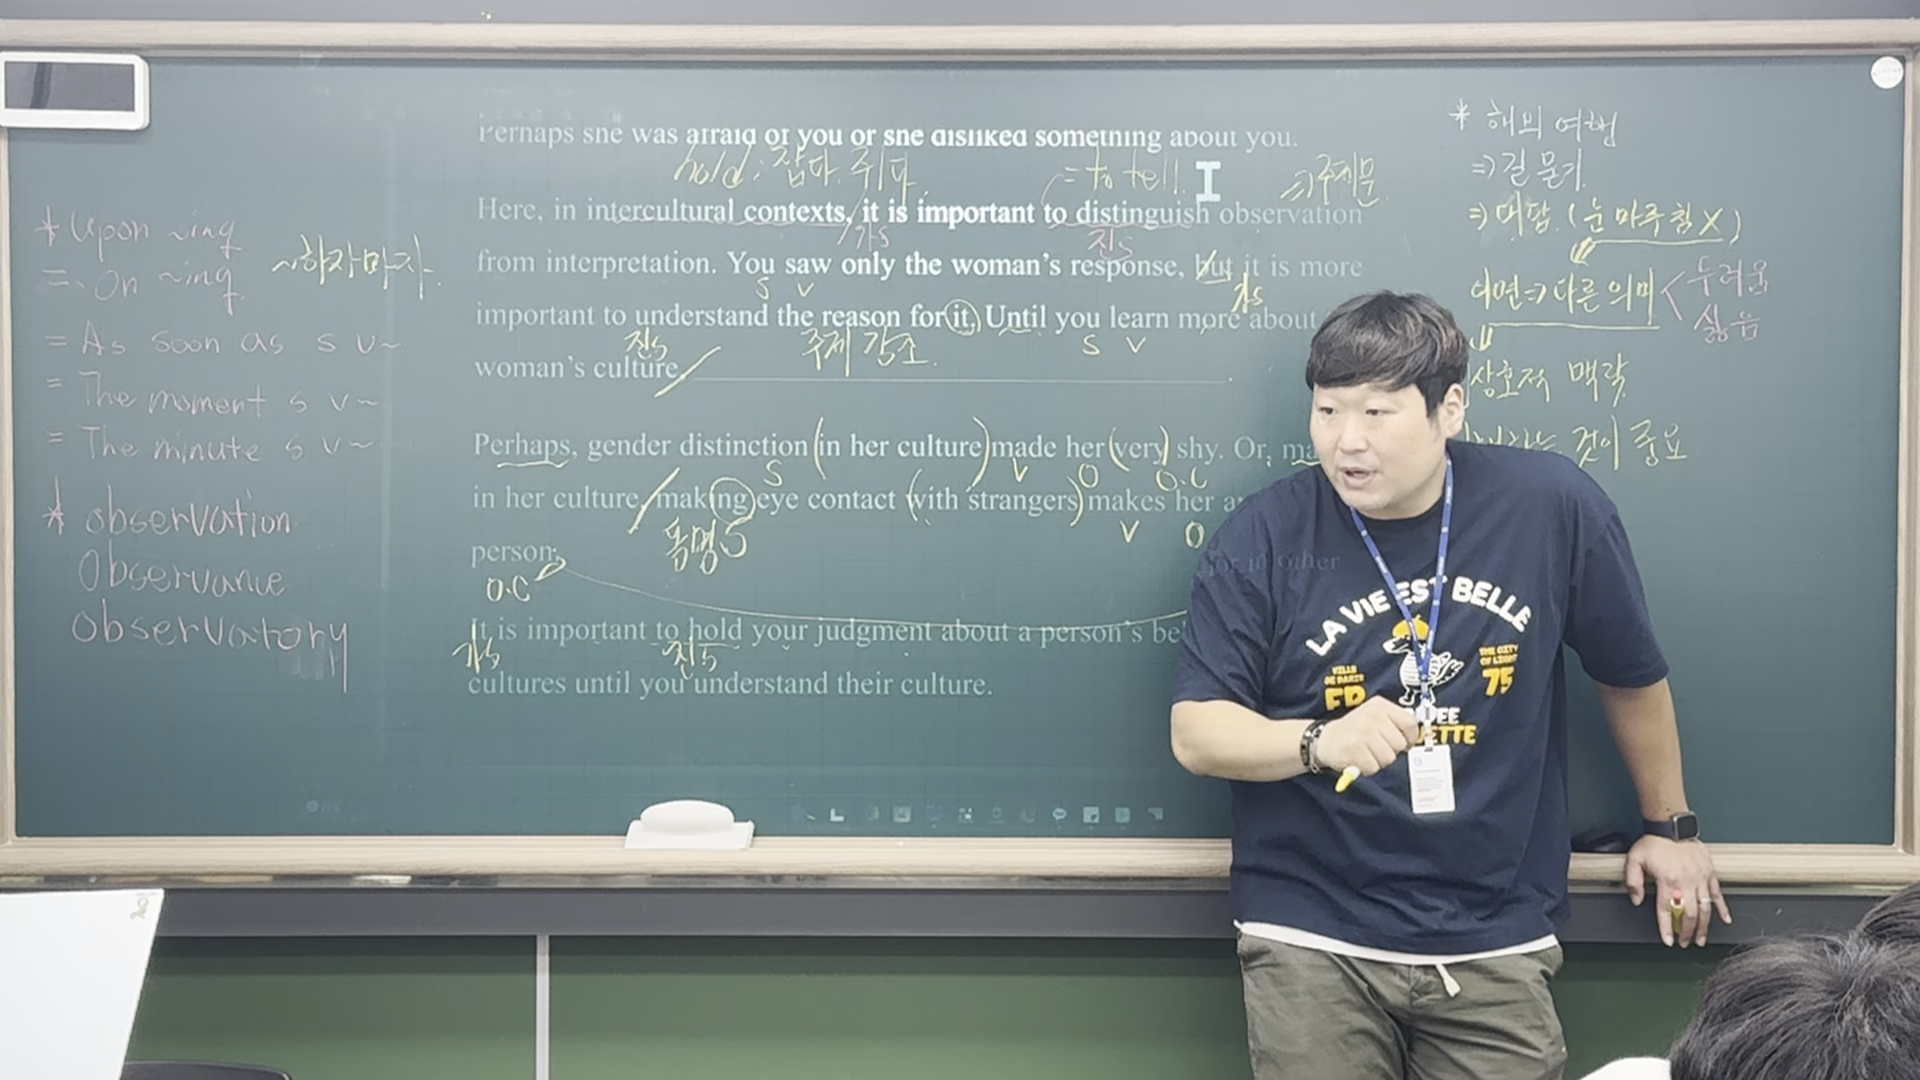 * upon ~ing
= on ~ing
~하자마자.
= As soon as s v ~
= The moment s v ~
= The minute s v ~
* observation
observance
observatory
Perhaps she was afraid of you or she disliked something about you.
hold: 잡다. 쥐다.
= to tell.
⇒ 주제문.
Here, in intercultural contexts, it is important to distinguish observation
가S
진S
from interpretation. You saw only the woman's response, but it is more
S V
가S
important to understand the reason for it. Until you learn more about
진S
주제 강조.
S V
woman's culture,
Perhaps, gender distinction (in her culture) made her (very) shy. Or,
S V O O.C
in her culture, making eye contact (with strangers) makes her
동명S
V O
person.
O.C
or in other
It is important to hold your judgment about a person's
가S
진S
cultures until you understand their culture.
* 해외 여행
⇒ 길 묻기
⇒ 대답 (눈 마주침 X)
⇒ 다른 의미 < 두려움
싫음
맥락
것이 중요
LA VIE EST BELLE
THE CITY
OF LIGHT
75